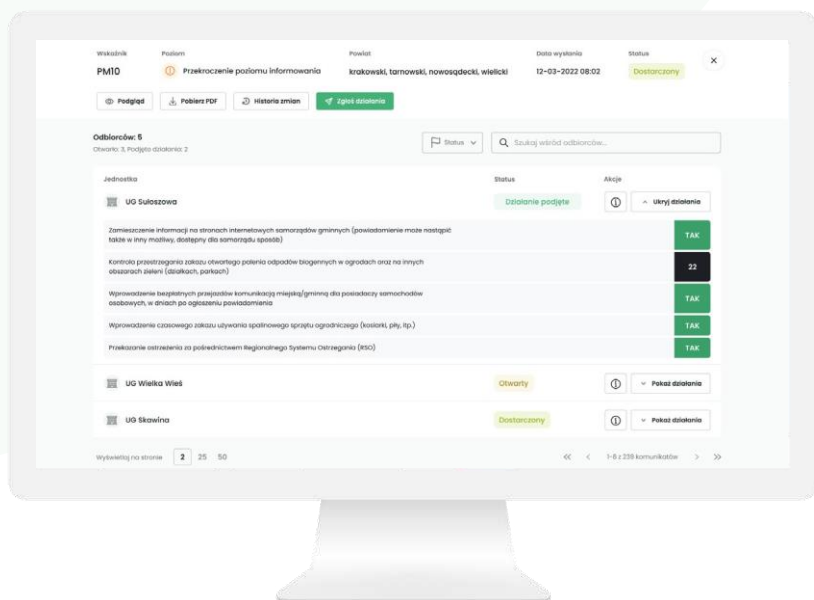 Wskaźnik Poziom Powiat Data wysłania Status
PM10 Przekroczenie poziomu informowania krakowski, tarnowski, nowosądecki, wielicki 12-03-2022 08:02 Dostarczony
Podgląd Pobierz PDF Historia zmian Zgłoś działania
Odbiorców: 5
Otwarto: 3, Podjęto działania: 2
Status Szukaj wśród odbiorców...
Jednostka Status Akcje
UG Sułoszowa Działanie podjęte Ukryj działania
Zamieszczenie informacji na stronach internetowych samorządów gminnych (powiadomienie może nastąpić
także w inny możliwy, dostępny dla samorządu sposób)
TAK
Kontrola przestrzegania zakazu otwartego palenia odpadów biogennych w ogrodach oraz na innych
obszarach zieleni (działkach, parkach)
22
Wprowadzenie bezpłatnych przejazdów komunikacją miejską/gminną dla posiadaczy samochodów
osobowych, w dniach po ogłoszeniu powiadomienia
TAK
Wprowadzenie czasowego zakazu używania spalinowego sprzętu ogrodniczego (kosiarki, piły, itp.) TAK
Przekazanie ostrzeżenia za pośrednictwem Regionalnego Systemu Ostrzegania (RSO) TAK
UG Wielka Wieś Otwarty Pokaż działania
UG Skawina Dostarczony Pokaż działania
Wyświetlaj na stronie 2 25 50 1-8 z 239 komunikatów